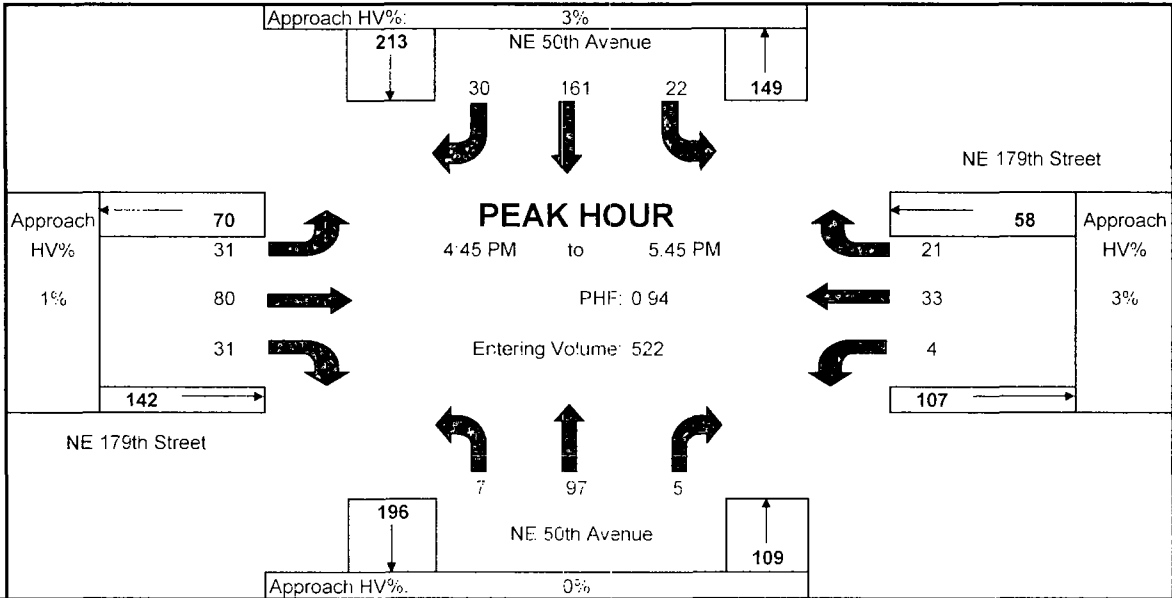 Approach HV%: 3%
213 NE 50th Avenue 149
30 161 22
NE 179th Street
Approach HV% 1%
70
31
80
31
142
NE 179th Street
PEAK HOUR
4:45 PM to 5:45 PM
PHF: 0.94
Entering Volume: 522
58
21
33
4
107
Approach HV% 3%
7 97 5
196 NE 50th Avenue 109
Approach HV%: 0%